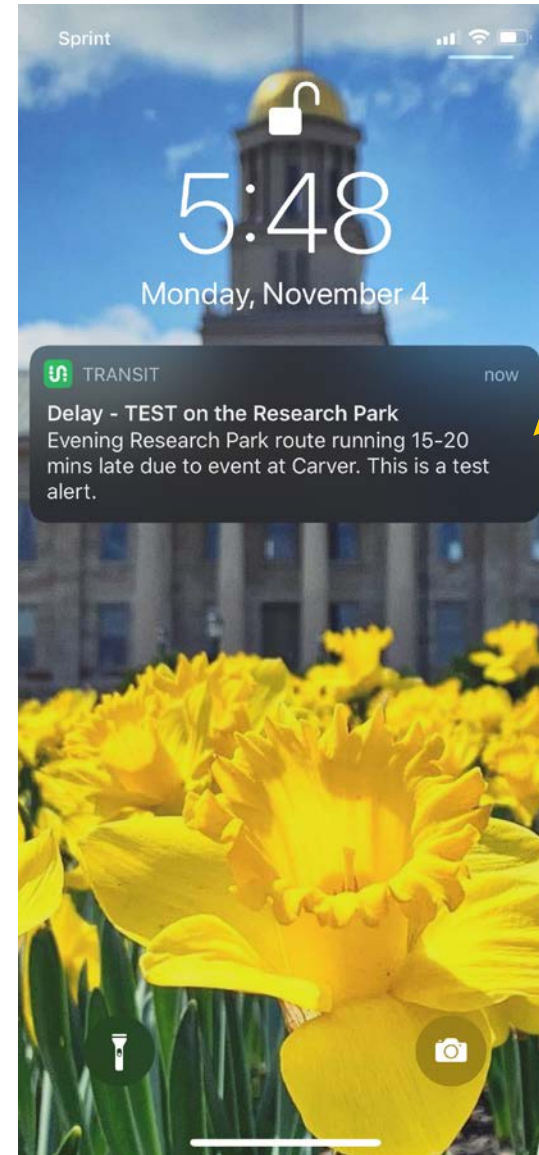 Sprint
5:48
Monday, November 4
TRANSIT
now
Delay - TEST on the Research Park
Evening Research Park route running 15-20
mins late due to event at Carver. This is a test
alert.